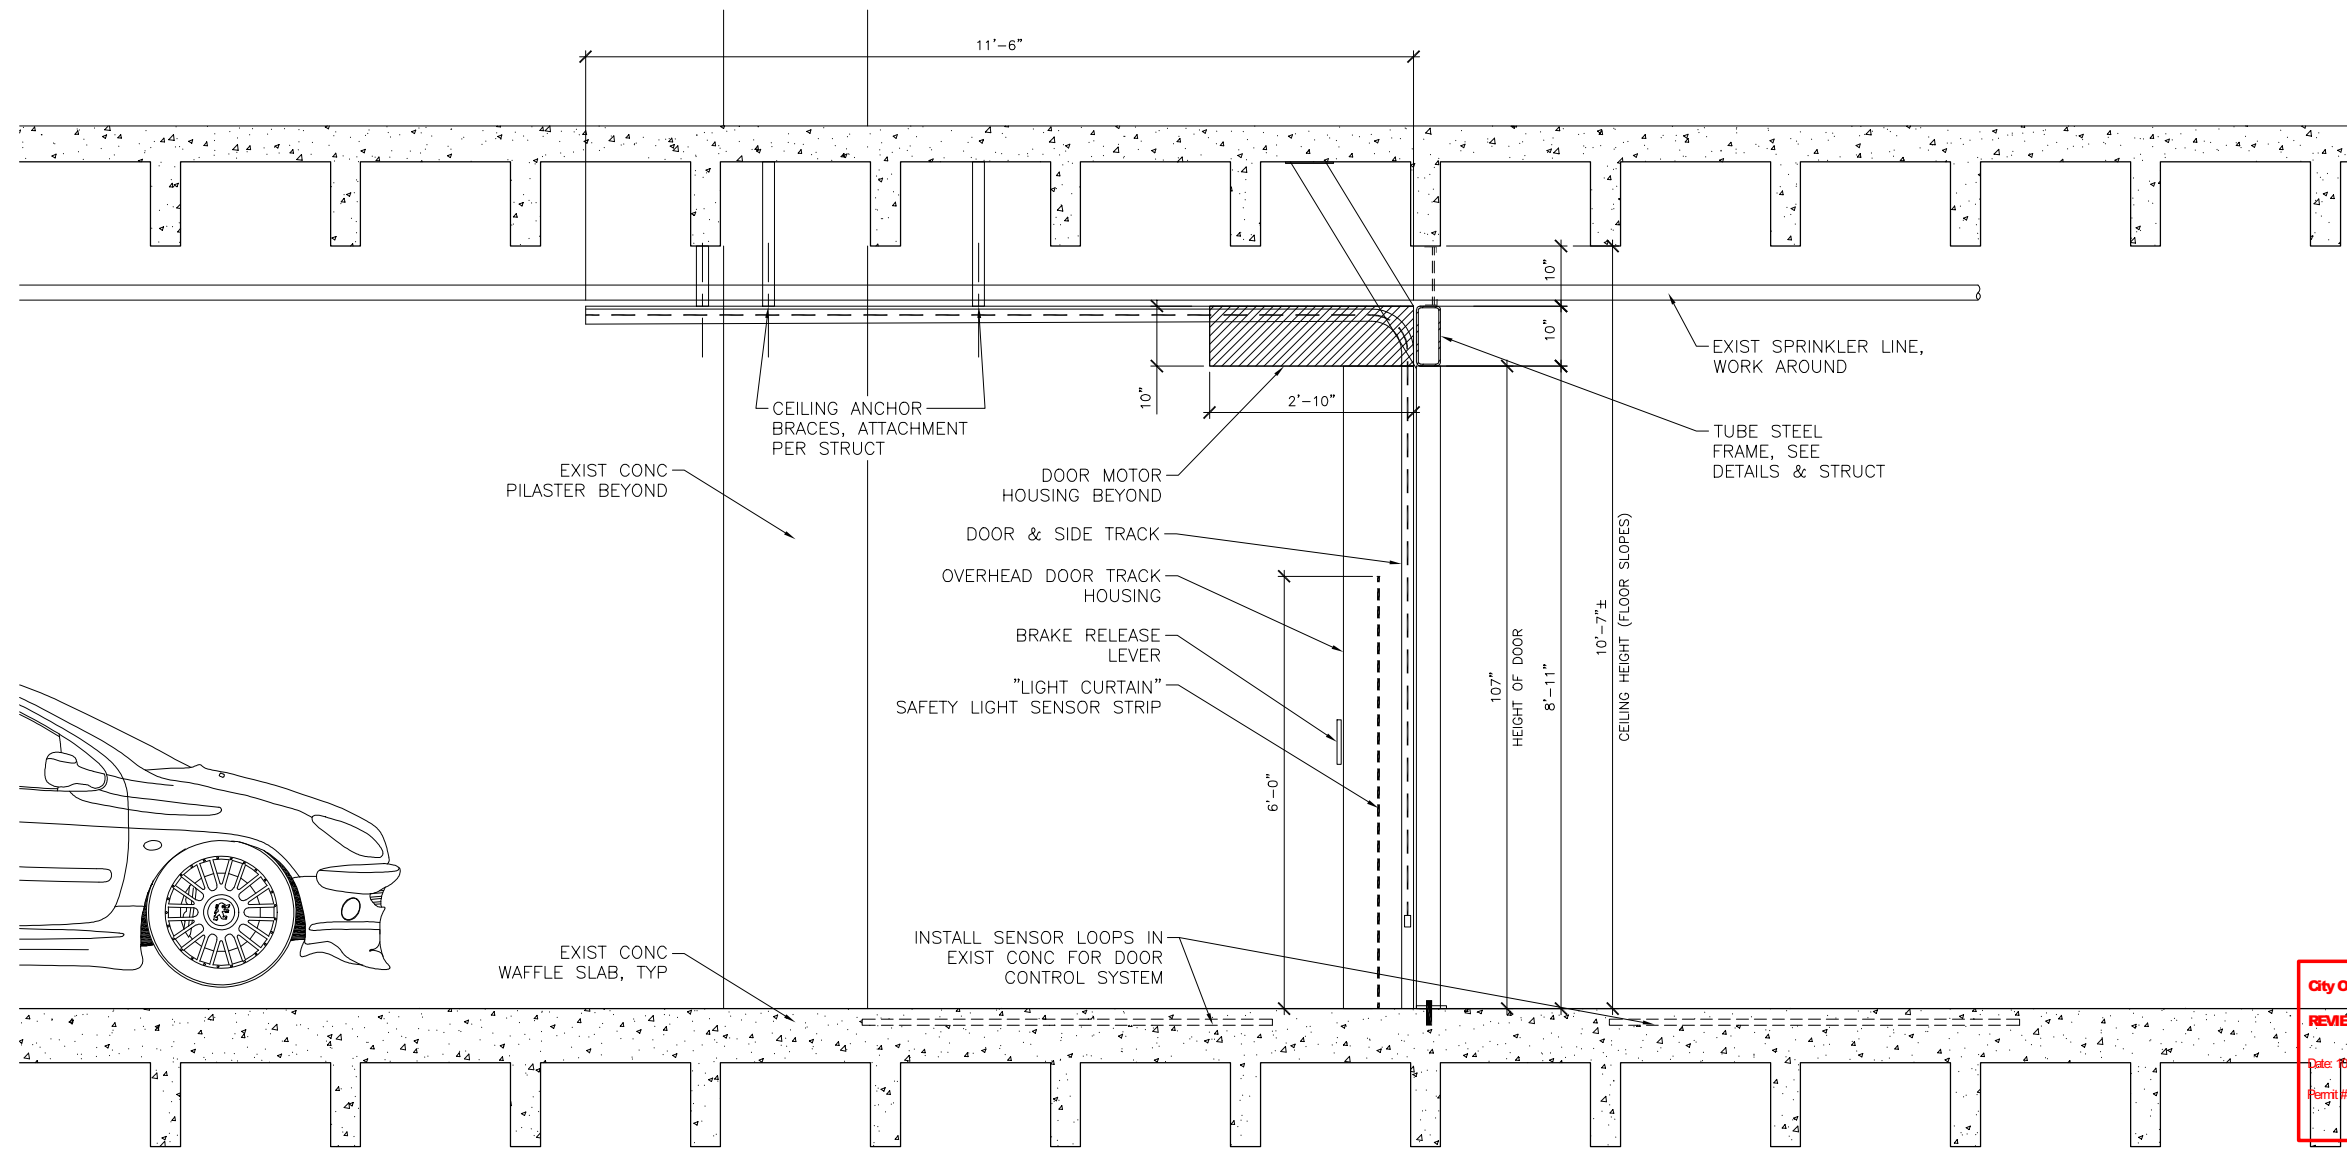 11'-6"
10"
10"
EXIST SPRINKLER LINE,
WORK AROUND
10"
2'-10"
CEILING ANCHOR
BRACES, ATTACHMENT
PER STRUCT
TUBE STEEL
FRAME, SEE
DETAILS & STRUCT
EXIST CONC
PILASTER BEYOND
DOOR MOTOR
HOUSING BEYOND
DOOR & SIDE TRACK
OVERHEAD DOOR TRACK
HOUSING
BRAKE RELEASE
LEVER
"LIGHT CURTAIN"
SAFETY LIGHT SENSOR STRIP
6'-0"
107"
HEIGHT OF DOOR
8'-11"
10'-7"±
CEILING HEIGHT (FLOOR SLOPES)
EXIST CONC
WAFFLE SLAB, TYP
INSTALL SENSOR LOOPS IN
EXIST CONC FOR DOOR
CONTROL SYSTEM
City O
REVIE
Date:
Permit #